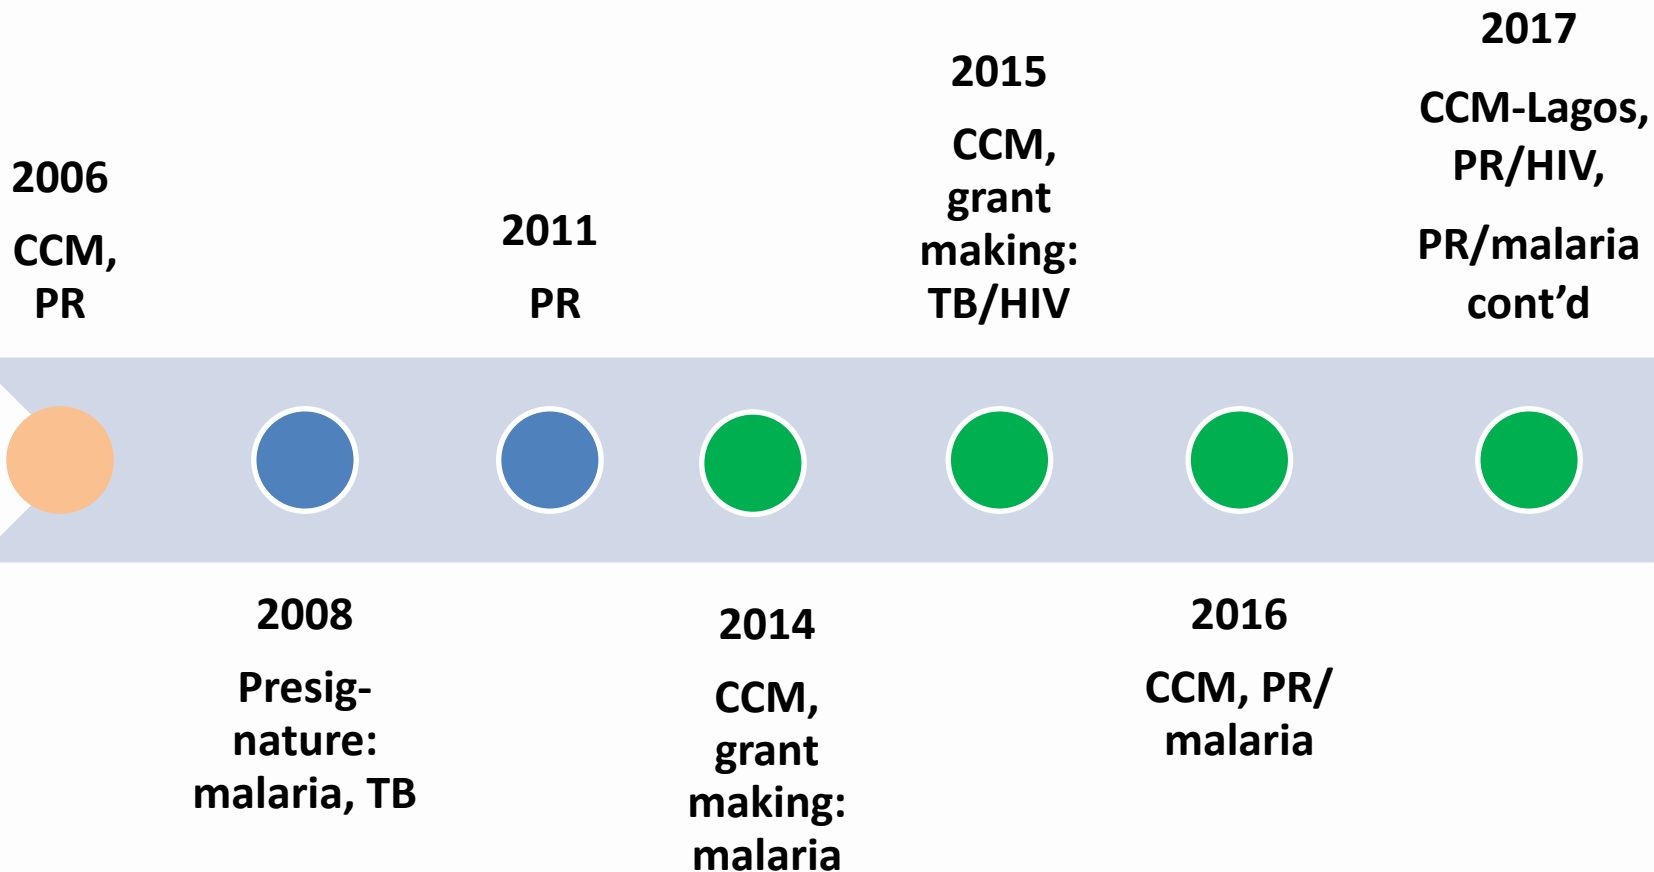 2006
CCM,
PR
2008
Presig-
nature:
malaria, TB
2011
PR
2014
CCM,
grant
making:
malaria
2015
CCM,
grant
making:
TB/HIV
2016
CCM, PR/
malaria
2017
CCM-Lagos,
PR/HIV,
PR/malaria
cont’d